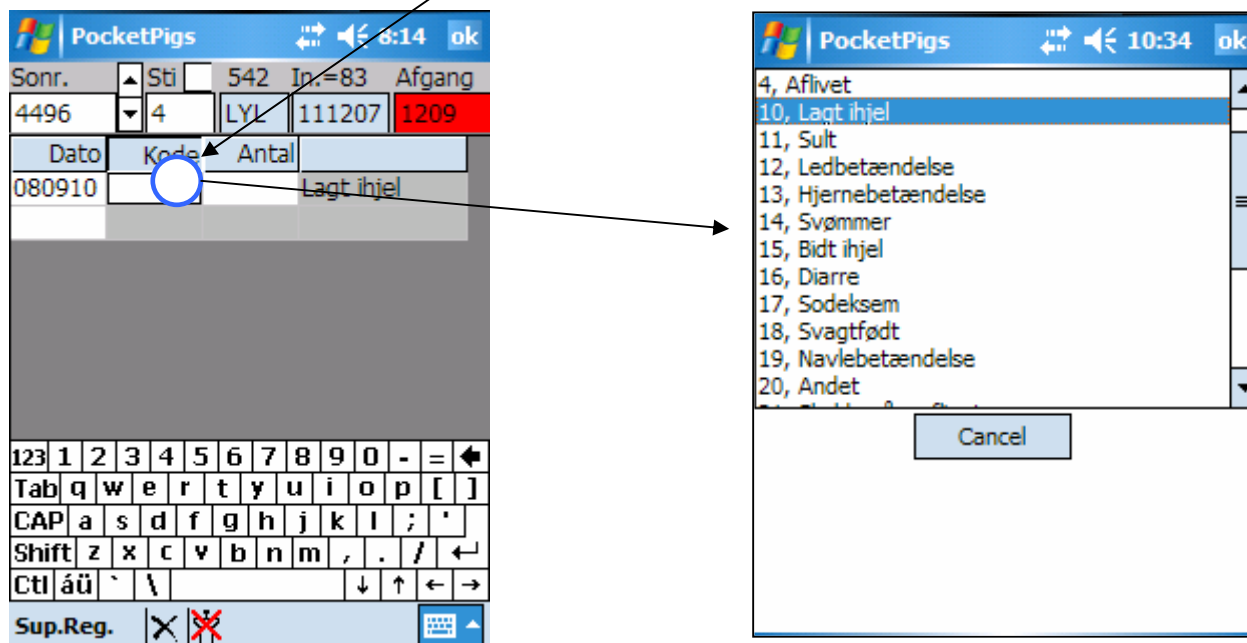 PocketPigs 8:14 ok
Sonr. Sti 542 In.=83 Afgang
4496 4 LYL 111207 1209
Dato Kode Antal
080910 Lagt ihjel
123 1 2 3 4 5 6 7 8 9 0 - =
Tab q w e r t y u i o p [ ]
CAP a s d f g h j k l ; '
Shift z x c v b n m , . /
Ctl áü ` \
Sup.Reg.
PocketPigs 10:34 ok
4, Aflivet
10, Lagt ihjel
11, Sult
12, Ledbetændelse
13, Hjernebetændelse
14, Svømmer
15, Bidt ihjel
16, Diarre
17, Sodeksem
18, Svagtfødt
19, Navlebetændelse
20, Andet
Cancel